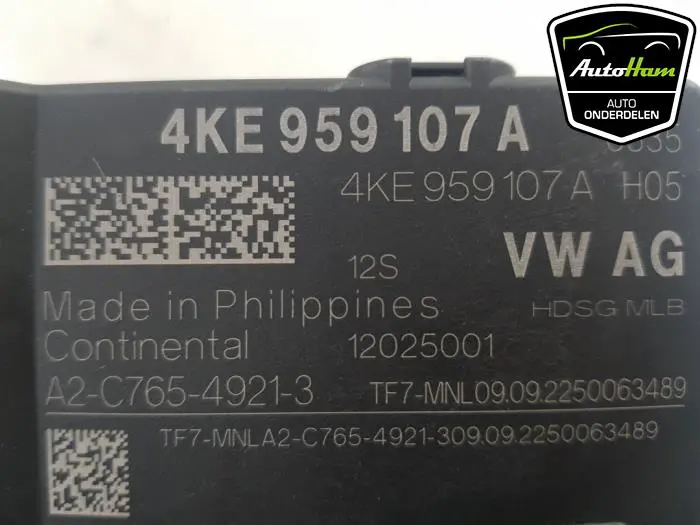 AutoHam
AUTO
ONDERDELEN
4KE 959 107 A
4KE 959 107 A H05
12S VW AG
Made in Philippines HDSG MLB
Continental 12025001
A2-C765-4921-3 TF7-MNL09.09.2250063489
TF7-MNLA2-C765-4921-309.09.2250063489